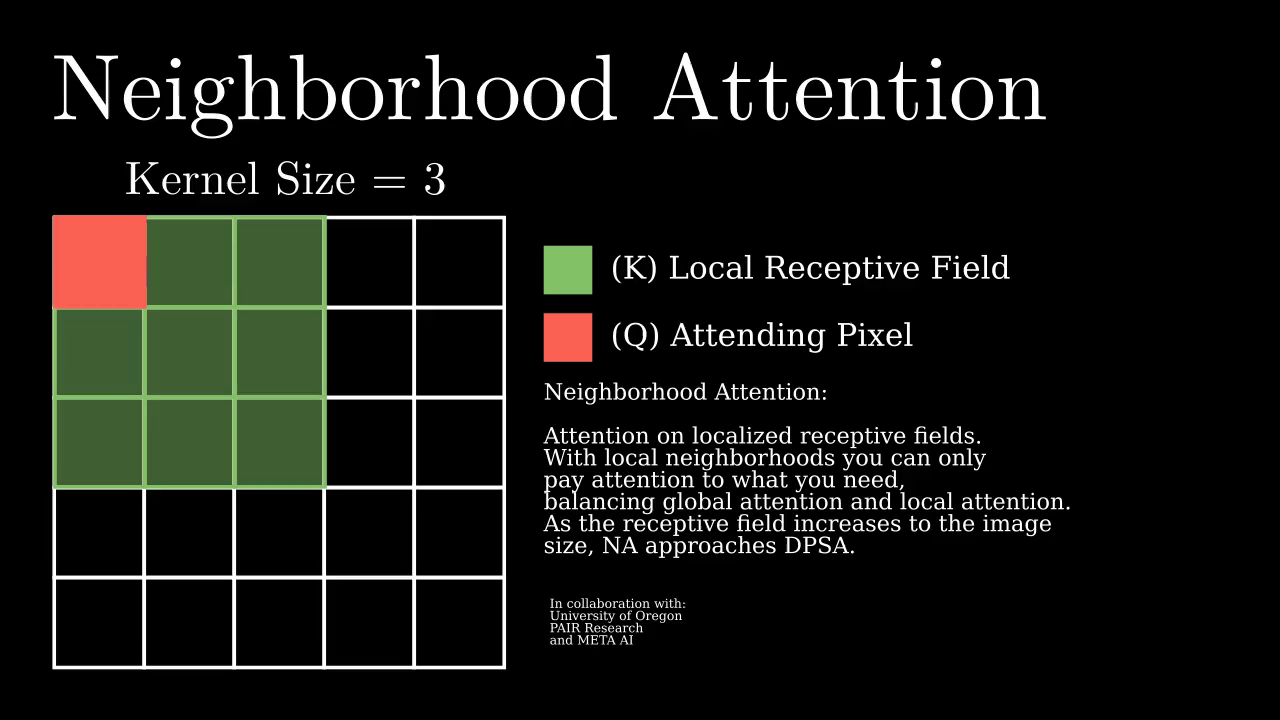 Neighborhood Attention
Kernel Size = 3
(K) Local Receptive Field
(Q) Attending Pixel
Neighborhood Attention:
Attention on localized receptive fields.
With local neighborhoods you can only
pay attention to what you need,
balancing global attention and local attention.
As the receptive field increases to the image
size, NA approaches DPSA.
In collaboration with:
University of Oregon
PAIR Research
and META AI